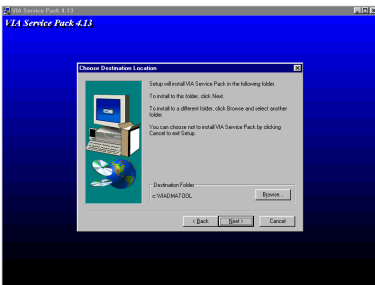 VIA Service Pack 4.13
VIA Service Pack 4.13
Choose Destination Location
Setup will install VIA Service Pack in the following folder.
To install to this folder, click Next.
To install to a different folder, click Browse and select another
folder.
You can choose not to install VIA Service Pack by clicking
Cancel to exit Setup.
Destination Folder
c:\VIADMATOOL
Browse...
< Back
Next >
Cancel